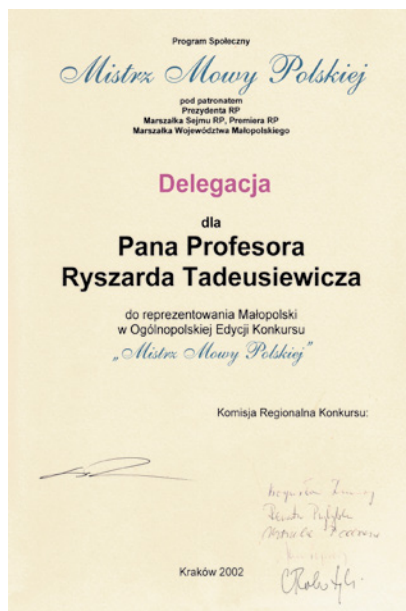 Program Społeczny
Mistrz Mowy Polskiej
pod patronatem
Prezydenta RP
Marszałka Sejmu RP, Premiera RP
Marszałka Województwa Małopolskiego
Delegacja
dla
Pana Profesora
Ryszarda Tadeusiewicza
do reprezentowania Małopolski
w Ogólnopolskiej Edycji Konkursu
„Mistrz Mowy Polskiej”
Komisja Regionalna Konkursu:
Kraków 2002